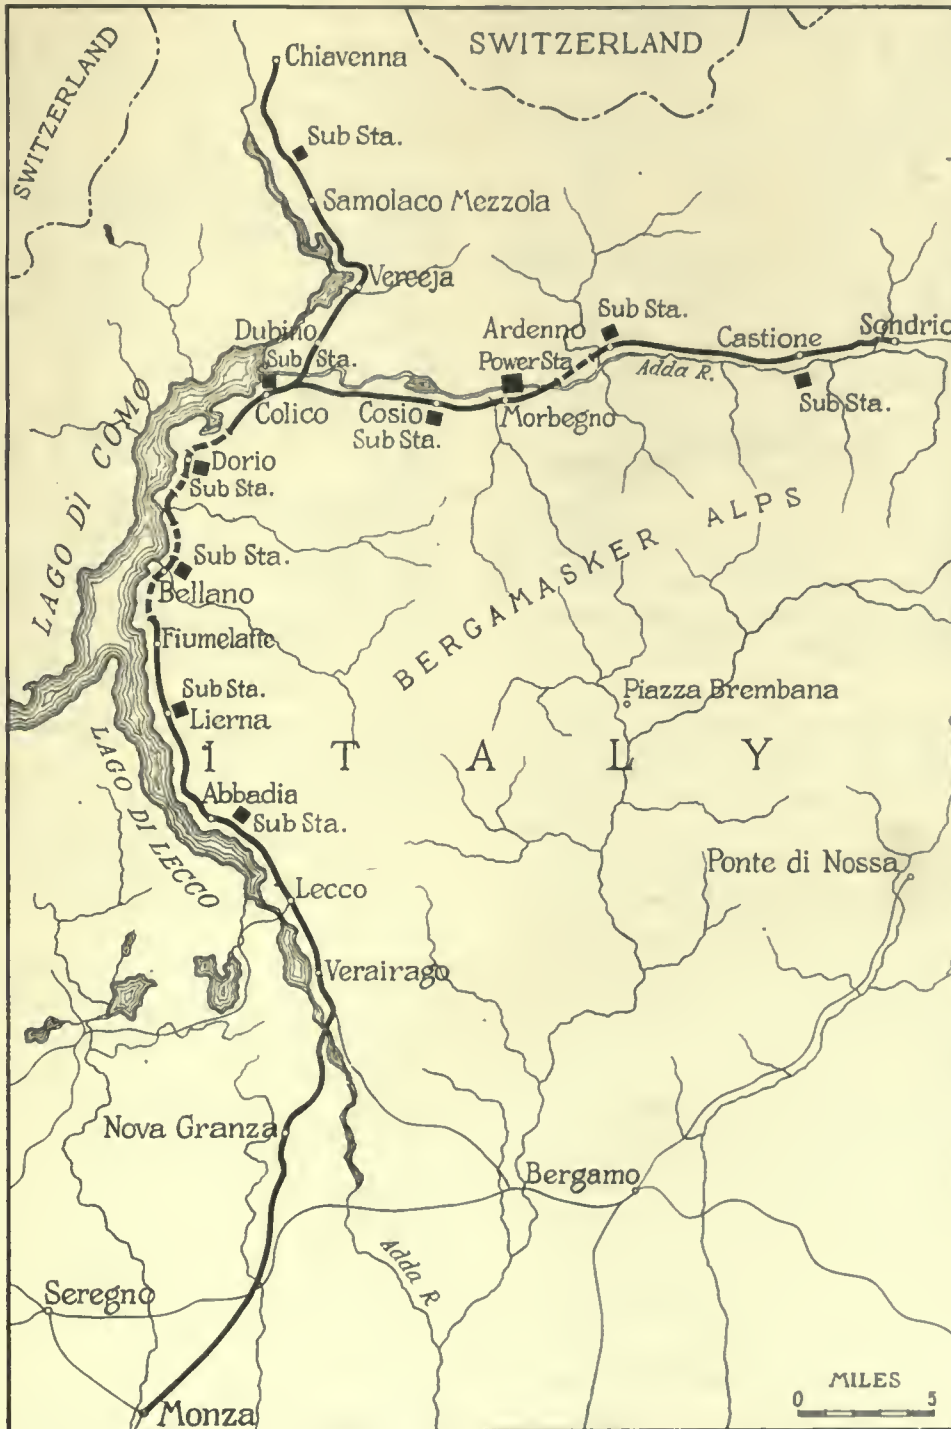 SWITZERLAND
SWITZERLAND
Chiavenna
Sub Sta.
Samolaco Mezzola
Verceja
Dubino
Sub Sta.
Colico
Ardenno
Power Sta
Sub Sta.
Castione
Sondrio
Adda R.
Sub Sta.
Cosio
Sub Sta.
Morbegno
LAGO DI COMO
Dorio
Sub Sta.
Sub Sta.
Bellano
BERGAMASKER ALPS
Fiumelatte
Sub Sta.
Lierna
Piazza Brembana
ITALY
LAGO DI LECCO
Abbadia
Sub Sta.
Lecco
Ponte di Nossa
Verairago
Nova Granza
Bergamo
Adda R
Seregno
Monza
MILES
0 5